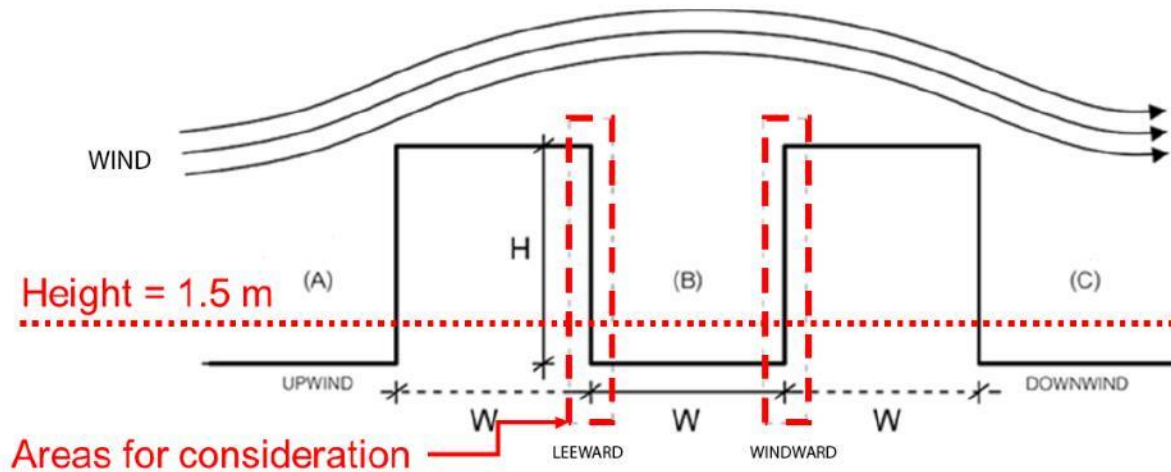 WIND
H
(A)
(B)
(C)
Height = 1.5 m
UPWIND
DOWNWIND
W
W
W
Areas for consideration
LEEWARD
WINDWARD